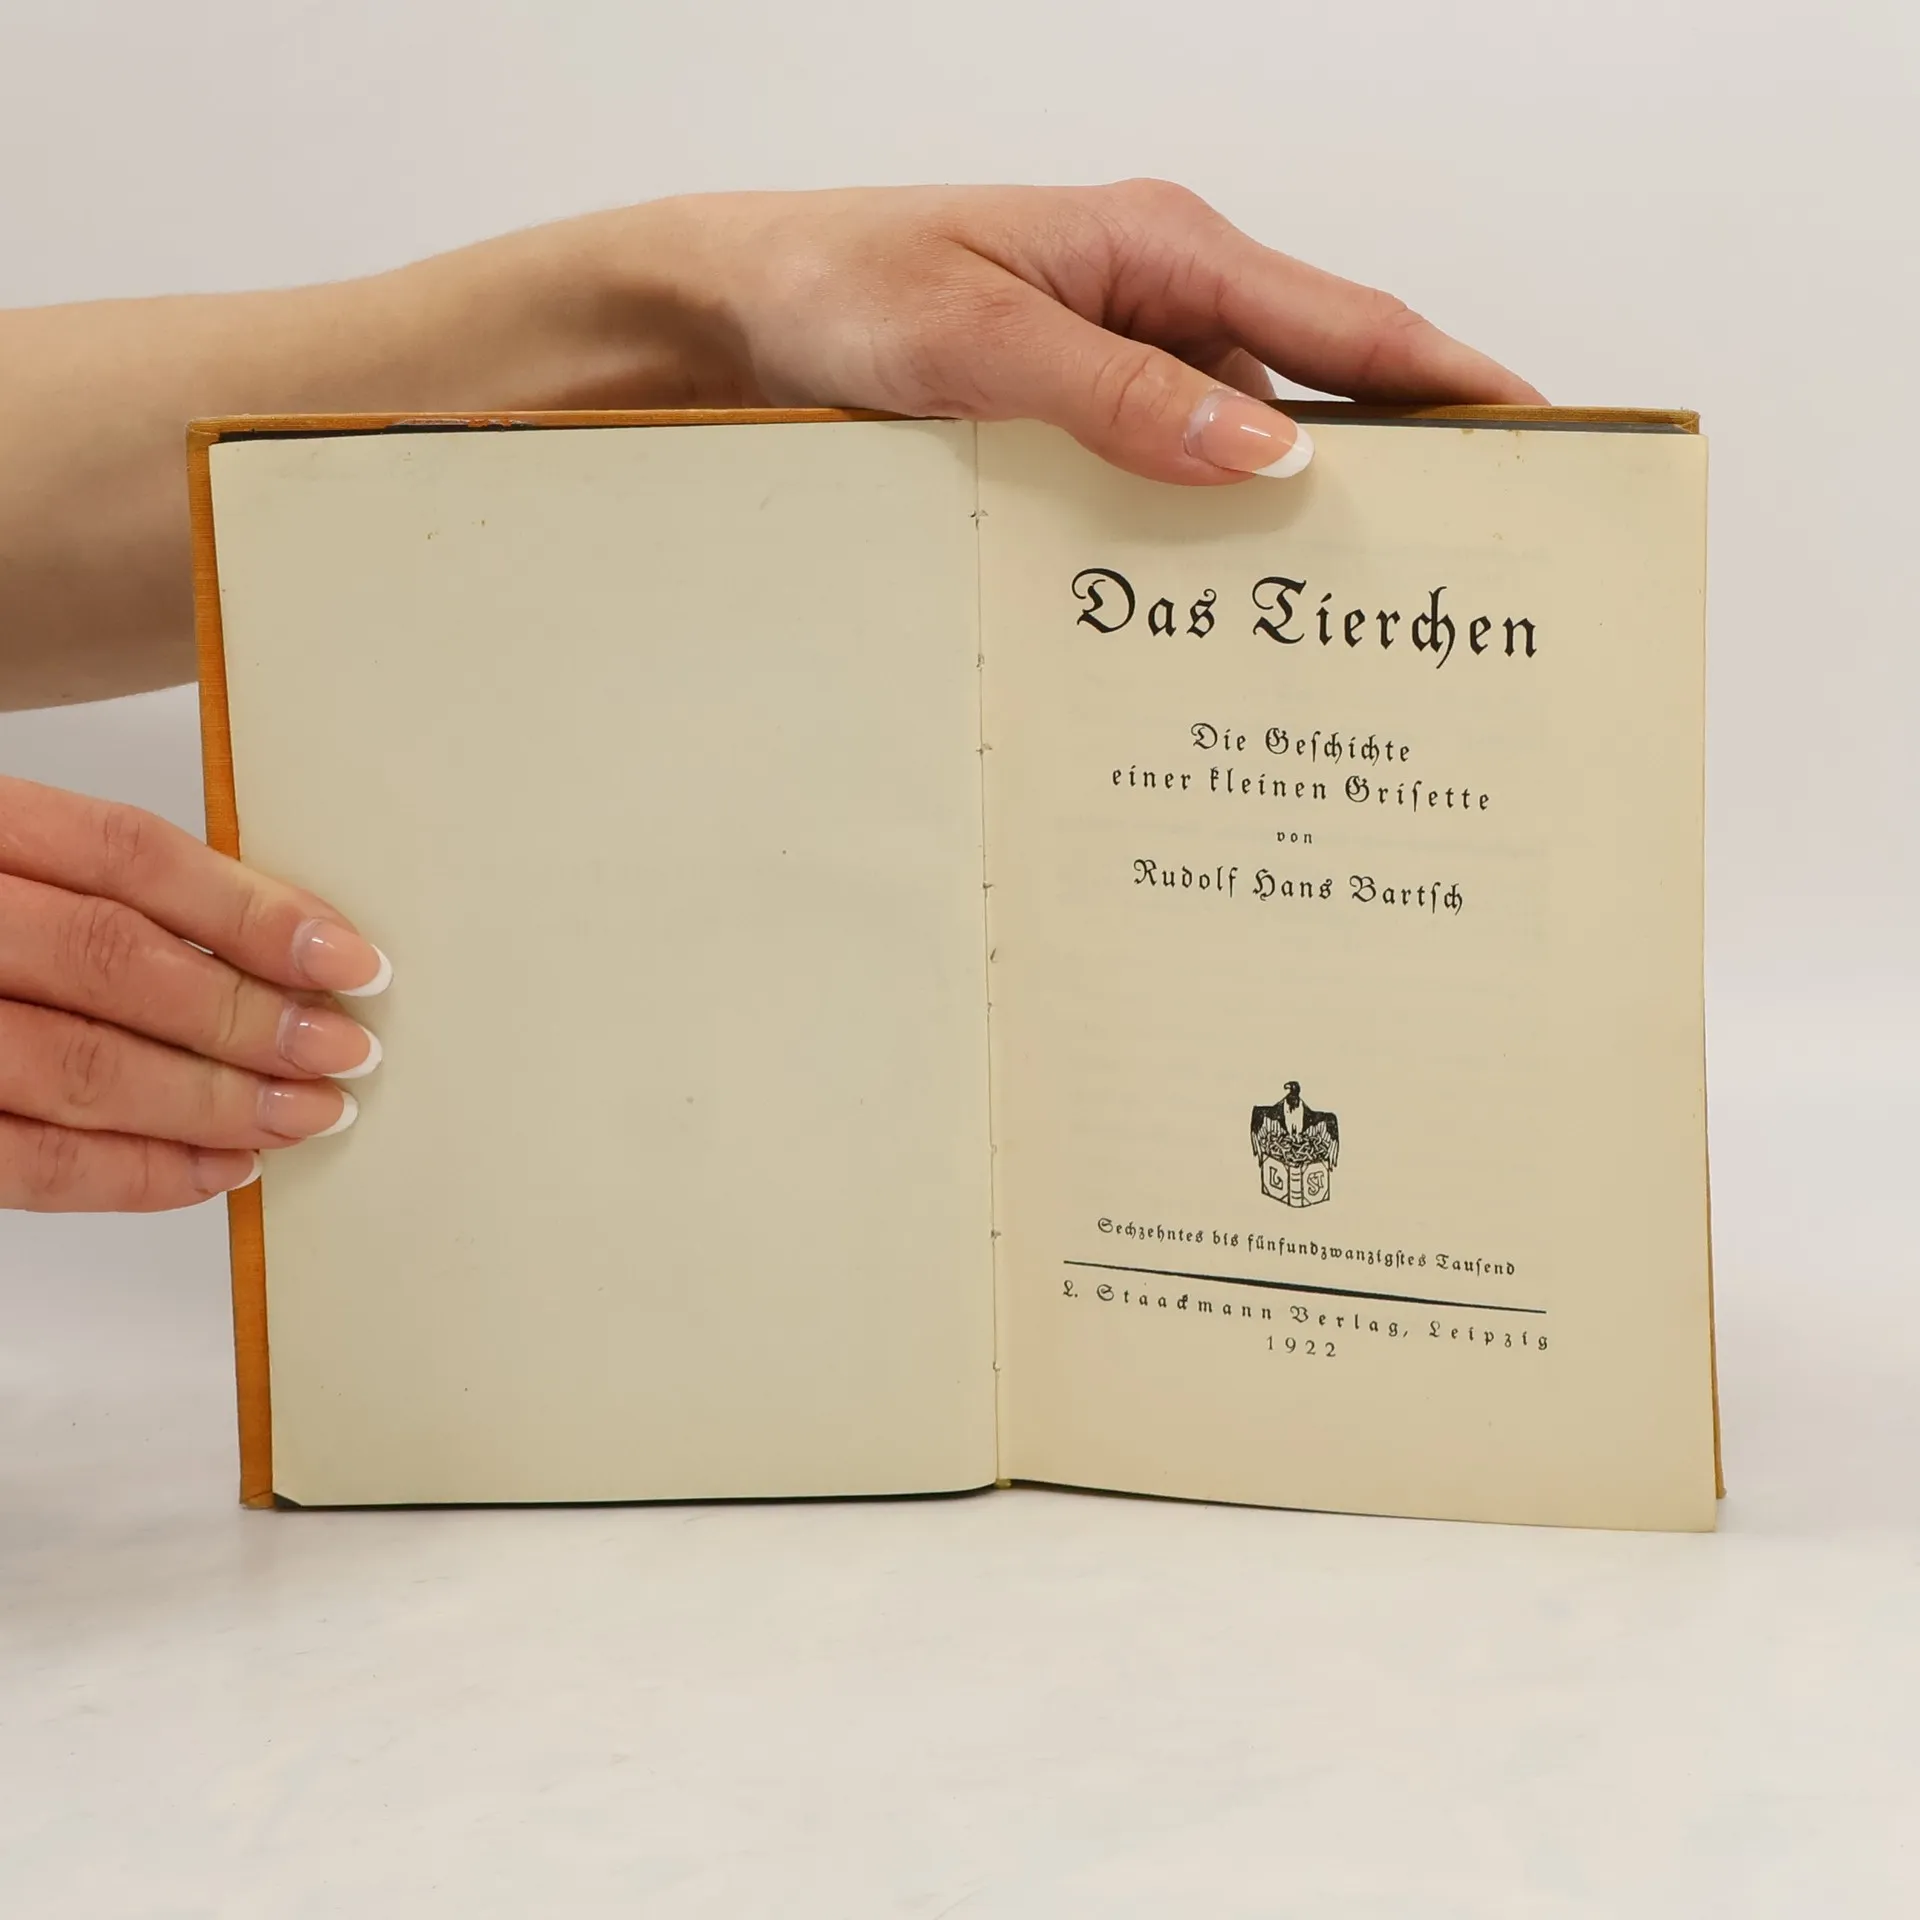 Das Tierchen
Die Geſchichte
einer kleinen Griſette
von
Rudolf Hans Bartſch
L ST
Sechzehntes bis fünfundzwanzigſtes Tauſend
L. Staackmann Verlag, Leipzig
1922